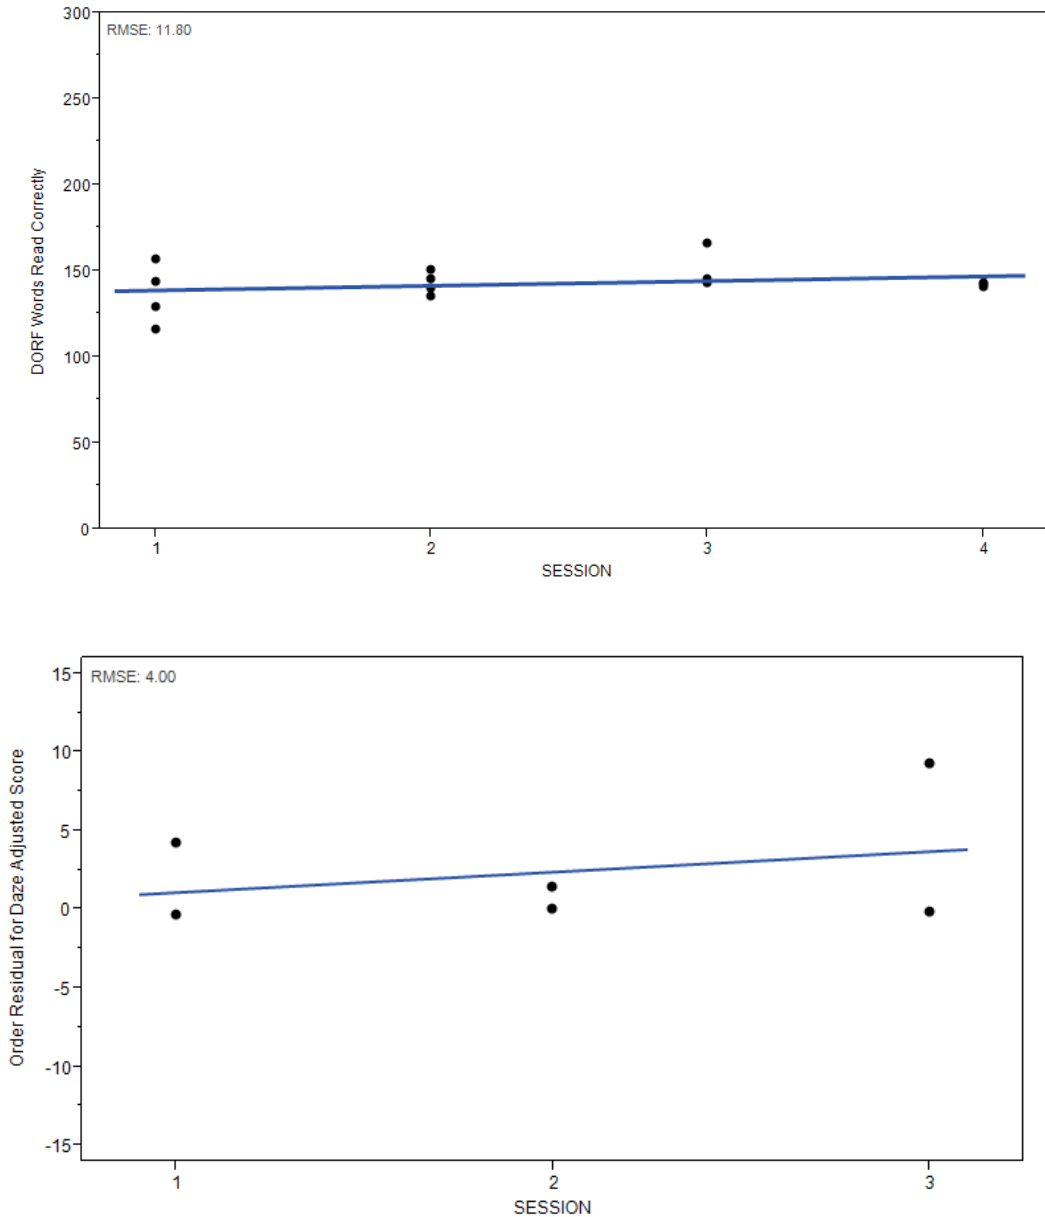 RMSE: 11.80
300
250
200
150
100
50
0
DORF Words Read Correctly
1 2 3 4
SESSION
RMSE: 4.00
15
10
5
0
-5
-10
-15
Order Residual for Daze Adjusted Score
1 2 3
SESSION